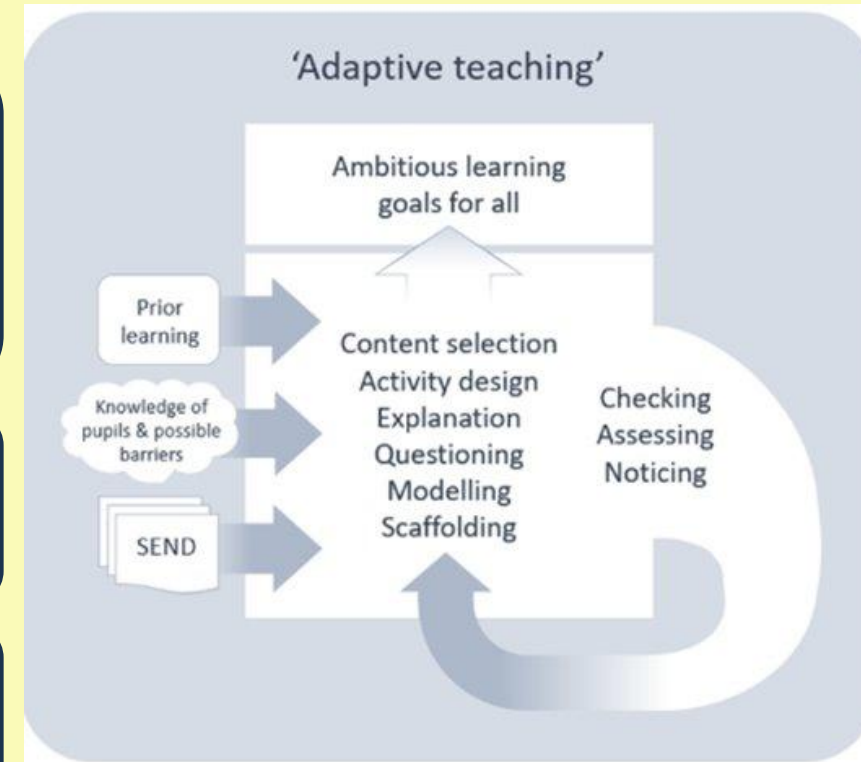 ‘Adaptive teaching’
Ambitious learning
goals for all
Prior
learning
Knowledge of
pupils & possible
barriers
SEND
Content selection
Activity design
Explanation
Questioning
Modelling
Scaffolding
Checking
Assessing
Noticing